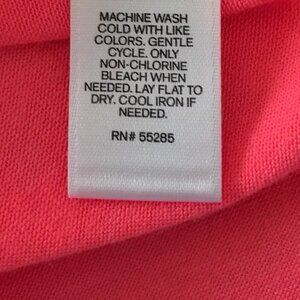 MACHINE WASH
COLD WITH LIKE
COLORS. GENTLE
CYCLE. ONLY
NON-CHLORINE
BLEACH WHEN
NEEDED. LAY FLAT TO
DRY. COOL IRON IF
NEEDED.
RN# 55285